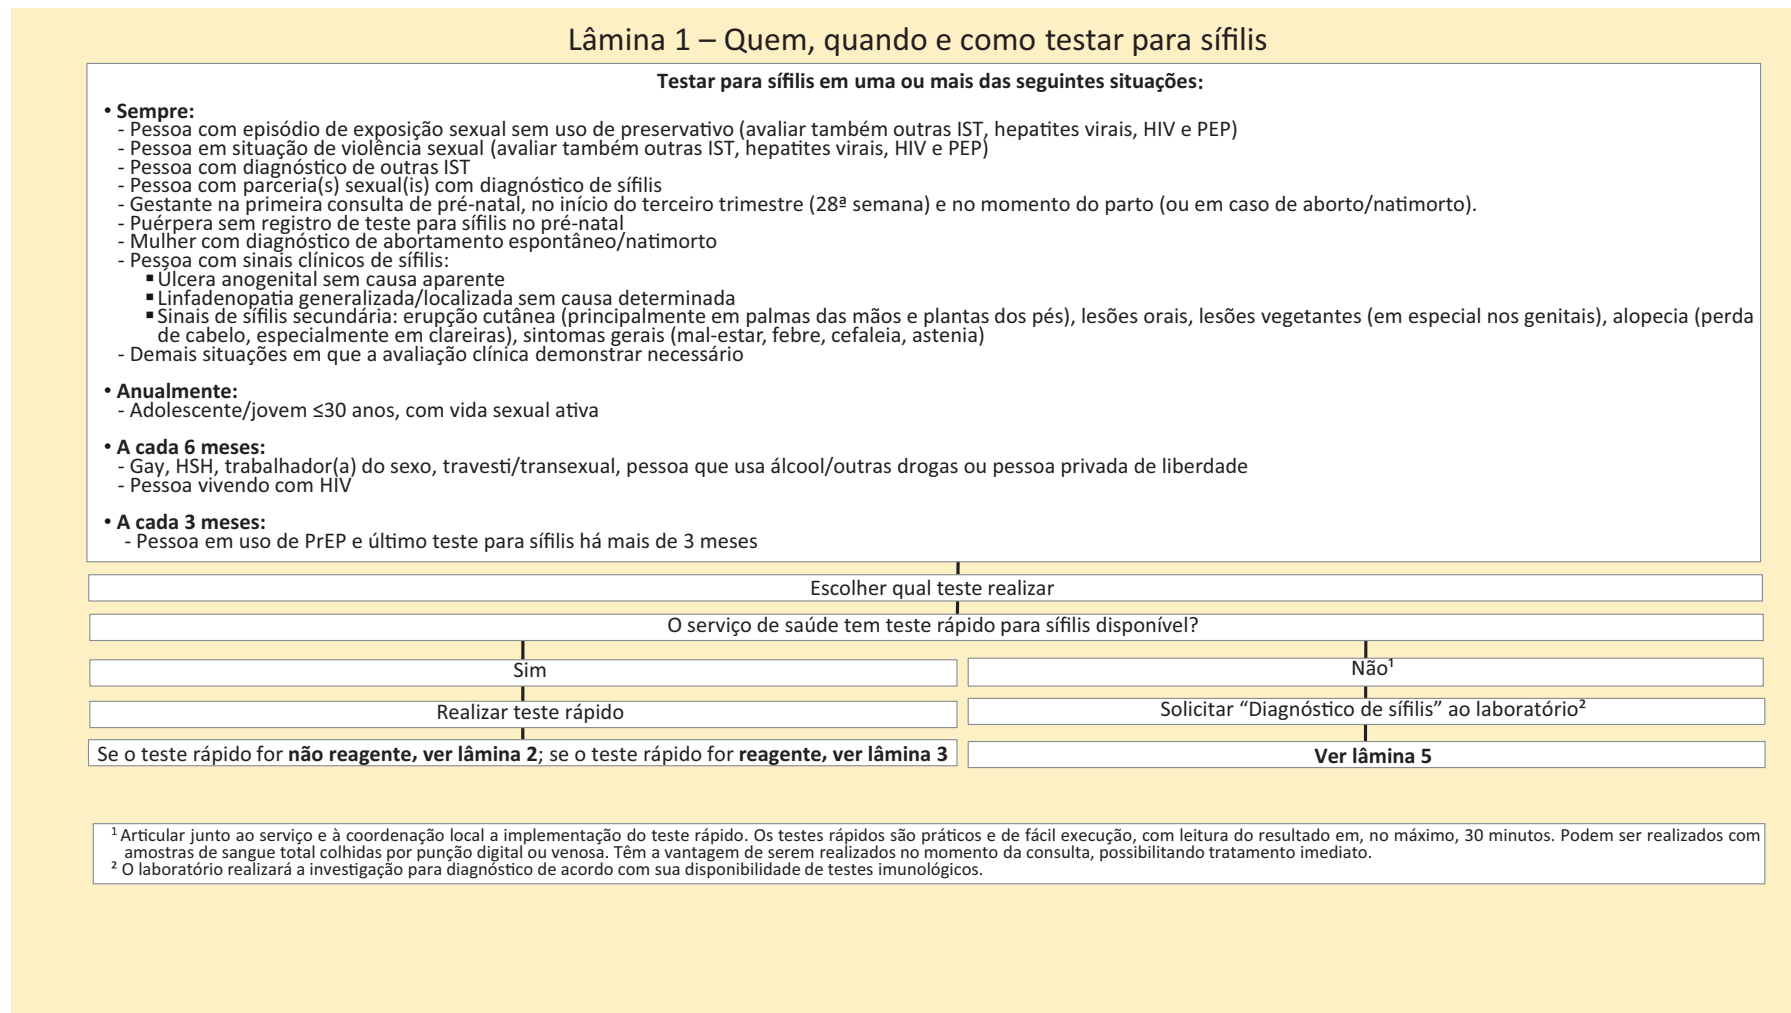 Lâmina 1 – Quem, quando e como testar para sífilis
Testar para sífilis em uma ou mais das seguintes situações:
• Sempre:
- Pessoa com episódio de exposição sexual sem uso de preservativo (avaliar também outras IST, hepatites virais, HIV e PEP)
- Pessoa em situação de violência sexual (avaliar também outras IST, hepatites virais, HIV e PEP)
- Pessoa com diagnóstico de outras IST
- Pessoa com parceria(s) sexual(is) com diagnóstico de sífilis
- Gestante na primeira consulta de pré-natal, no início do terceiro trimestre (28ª semana) e no momento do parto (ou em caso de aborto/natimorto).
- Puérpera sem registro de teste para sífilis no pré-natal
- Mulher com diagnóstico de abortamento espontâneo/natimorto
- Pessoa com sinais clínicos de sífilis:
▪ Úlcera anogenital sem causa aparente
▪ Linfadenopatia generalizada/localizada sem causa determinada
▪ Sinais de sífilis secundária: erupção cutânea (principalmente em palmas das mãos e plantas dos pés), lesões orais, lesões vegetantes (em especial nos genitais), alopecia (perda
de cabelo, especialmente em clareiras), sintomas gerais (mal-estar, febre, cefaleia, astenia)
- Demais situações em que a avaliação clínica demonstrar necessário
• Anualmente:
- Adolescente/jovem ≤30 anos, com vida sexual ativa
• A cada 6 meses:
- Gay, HSH, trabalhador(a) do sexo, travesti/transexual, pessoa que usa álcool/outras drogas ou pessoa privada de liberdade
- Pessoa vivendo com HIV
• A cada 3 meses:
- Pessoa em uso de PrEP e último teste para sífilis há mais de 3 meses
Escolher qual teste realizar
O serviço de saúde tem teste rápido para sífilis disponível?
Sim
Não¹
Realizar teste rápido
Solicitar “Diagnóstico de sífilis” ao laboratório²
Se o teste rápido for não reagente, ver lâmina 2; se o teste rápido for reagente, ver lâmina 3
Ver lâmina 5
¹ Articular junto ao serviço e à coordenação local a implementação do teste rápido. Os testes rápidos são práticos e de fácil execução, com leitura do resultado em, no máximo, 30 minutos. Podem ser realizados com
amostras de sangue total colhidas por punção digital ou venosa. Têm a vantagem de serem realizados no momento da consulta, possibilitando tratamento imediato.
² O laboratório realizará a investigação para diagnóstico de acordo com sua disponibilidade de testes imunológicos.